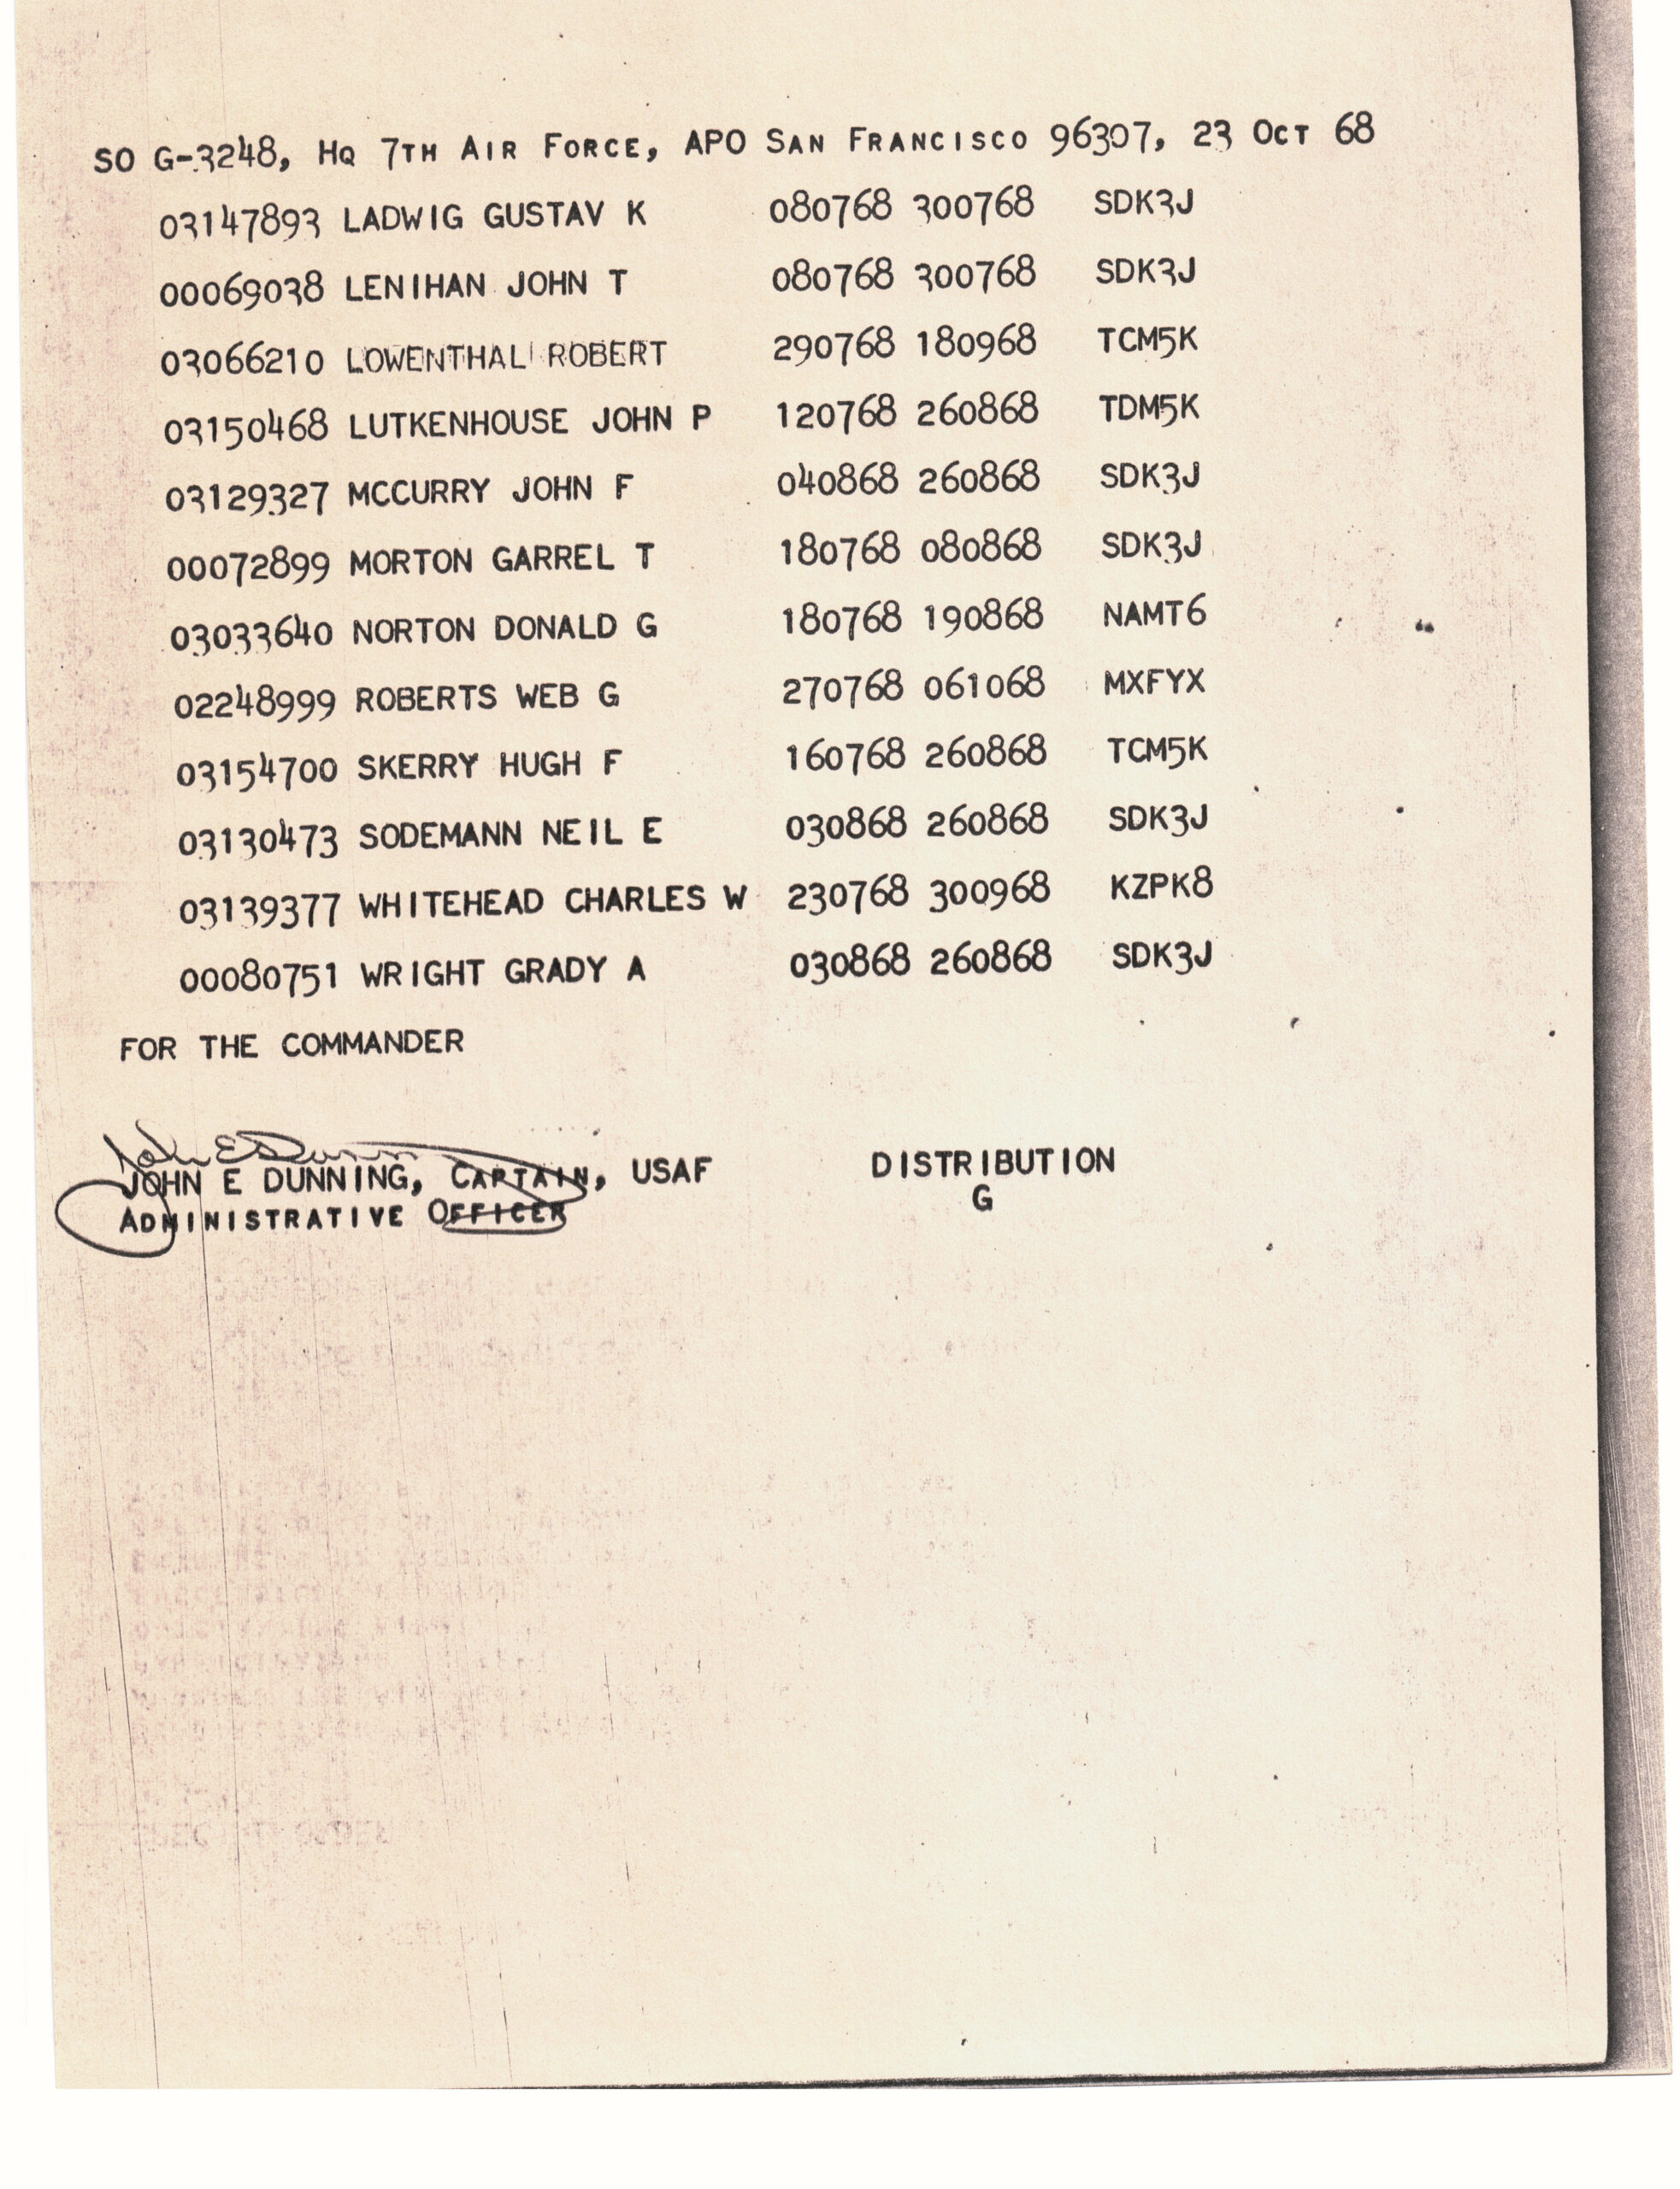 SO G-3248, HQ 7TH AIR FORCE, APO SAN FRANCISCO 96307, 23 OCT 68
03147893 LADWIG GUSTAV K 080768 300768 SDK3J
00069038 LENIHAN JOHN T 080768 300768 SDK3J
03066210 LOWENTHAL ROBERT 290768 180968 TCM5K
03150468 LUTKENHOUSE JOHN P 120768 260868 TDM5K
03129327 MCCURRY JOHN F 040868 260868 SDK3J
00072899 MORTON GARREL T 180768 080868 SDK3J
03033640 NORTON DONALD G 180768 190868 NAMT6
02248999 ROBERTS WEB G 270768 061068 MXFYX
03154700 SKERRY HUGH F 160768 260868 TCM5K
03130473 SODEMANN NEIL E 030868 260868 SDK3J
03139377 WHITEHEAD CHARLES W 230768 300968 KZPK8
00080751 WRIGHT GRADY A 030868 260868 SDK3J
FOR THE COMMANDER
John E Dunning
JOHN E DUNNING, CAPTAIN, USAF DISTRIBUTION
ADMINISTRATIVE OFFICER G